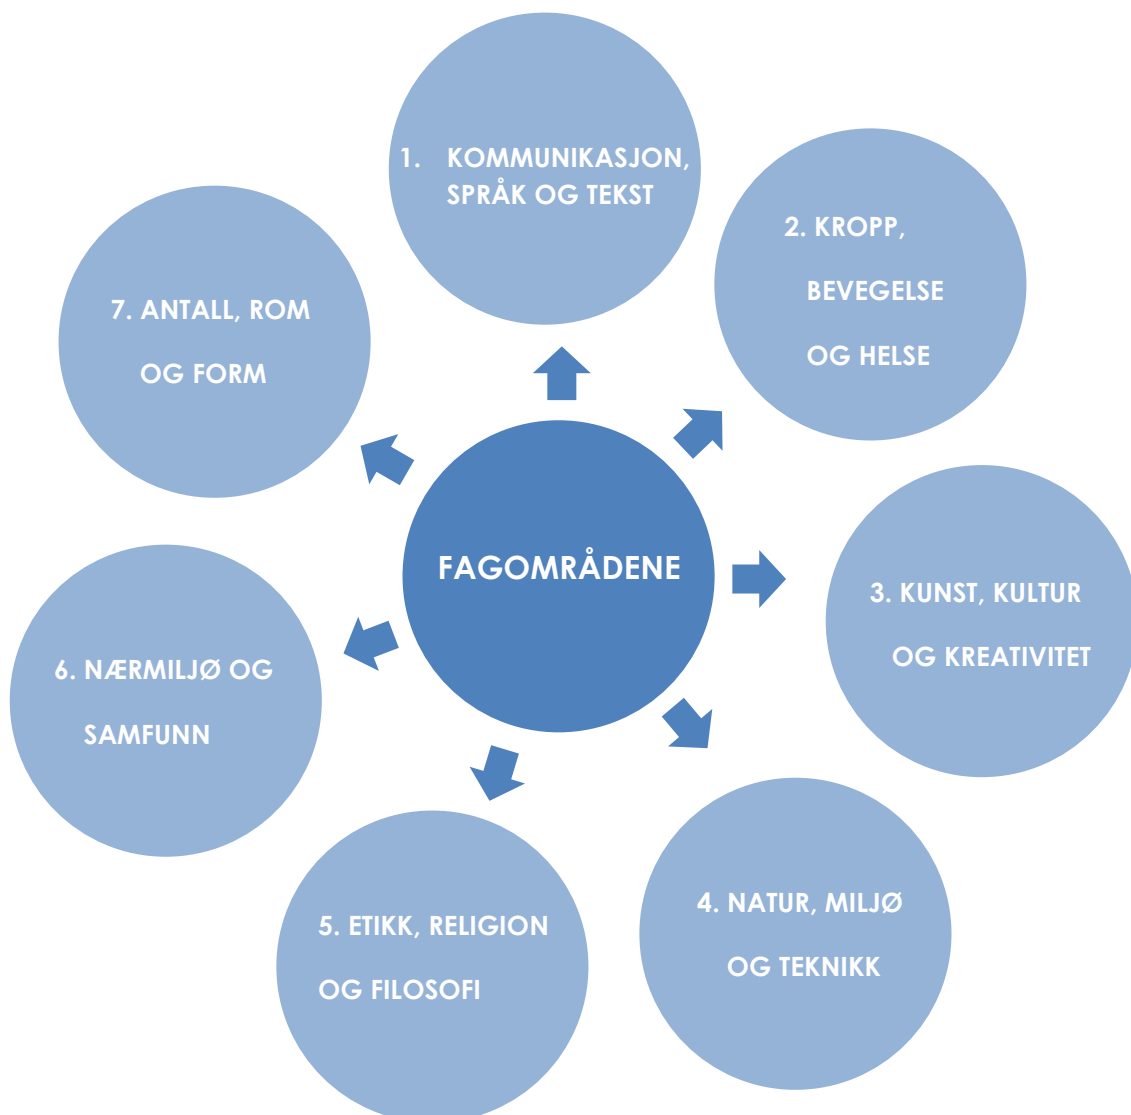 1. KOMMUNIKASJON,
SPRÅK OG TEKST
2. KROPP,
BEVEGELSE
OG HELSE
3. KUNST, KULTUR
OG KREATIVITET
4. NATUR, MILJØ
OG TEKNIKK
5. ETIKK, RELIGION
OG FILOSOFI
6. NÆRMILJØ OG
SAMFUNN
7. ANTALL, ROM
OG FORM
FAGOMRÅDENE